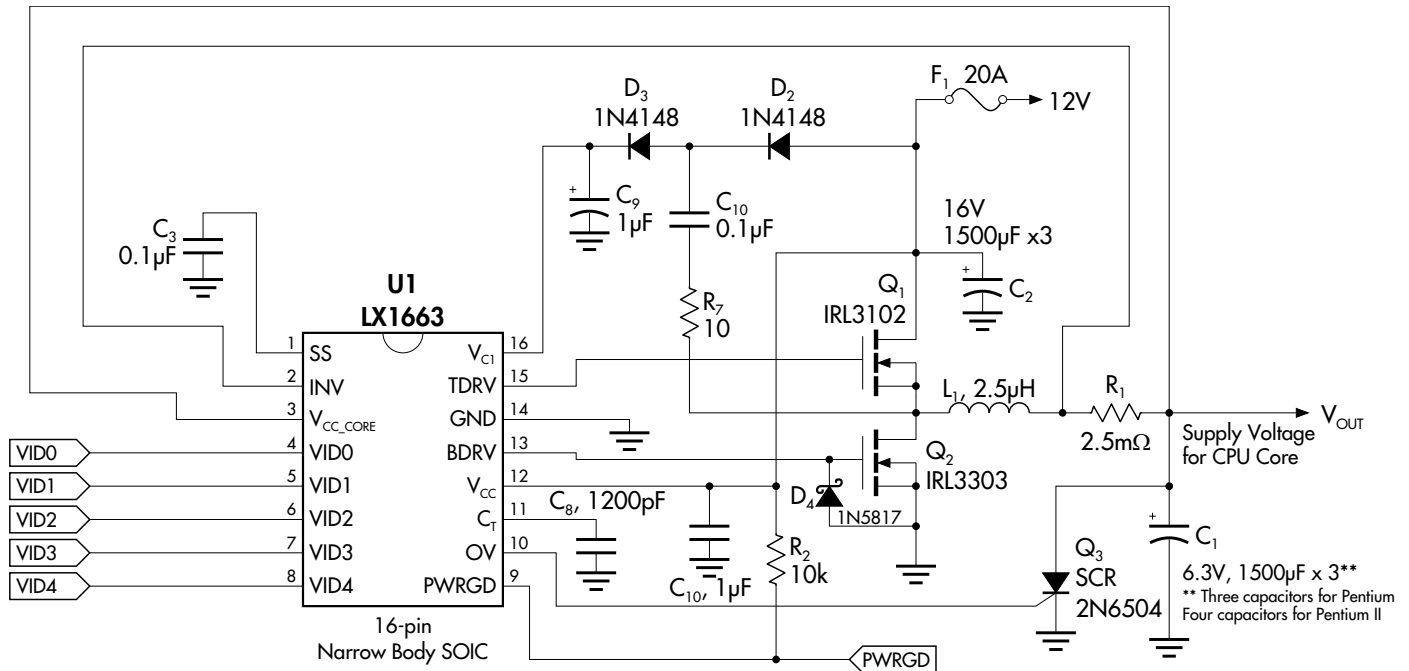 F₁ 20A
12V
D₃
1N4148
D₂
1N4148
C₃
0.1µF
C₉
1µF
C₁₀
0.1µF
16V
1500µF x3
C₂
R₇
10
Q₁
IRL3102
U1
LX1663
1 SS
2 INV
3 V_CC_CORE
4 VID0
5 VID1
6 VID2
7 VID3
8 VID4
V_C1 16
TDRV 15
GND 14
BDRV 13
V_CC 12
C_T 11
OV 10
PWRGD 9
VID0
VID1
VID2
VID3
VID4
16-pin
Narrow Body SOIC
L₁, 2.5µH
R₁
2.5mΩ
V_OUT
Supply Voltage
for CPU Core
Q₂
IRL3303
D₄
1N5817
C₈, 1200pF
C₁₀, 1µF
R₂
10k
Q₃
SCR
2N6504
C₁
6.3V, 1500µF x 3**
** Three capacitors for Pentium
Four capacitors for Pentium II
PWRGD